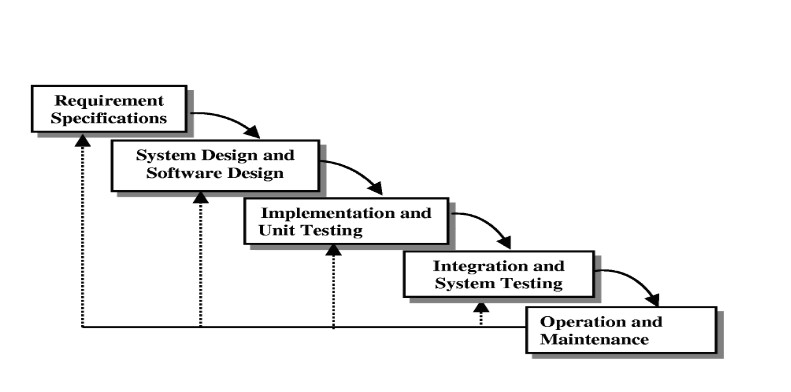 Requirement
Specifications
System Design and
Software Design
Implementation and
Unit Testing
Integration and
System Testing
Operation and
Maintenance